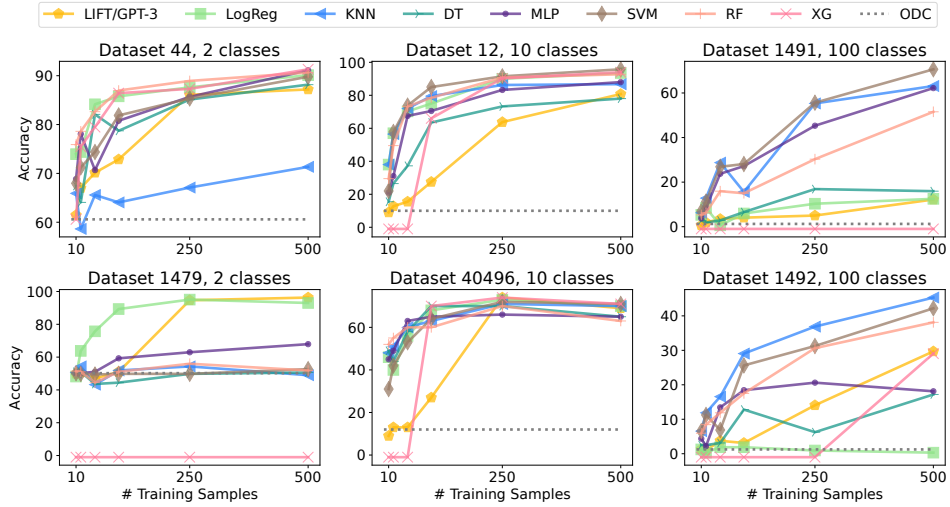 LIFT/GPT-3 LogReg KNN DT MLP SVM RF XG ODC
Dataset 44, 2 classes
Dataset 12, 10 classes
Dataset 1491, 100 classes
Accuracy
90
80
70
60
10 250 500
100
80
60
40
20
0
10 250 500
60
40
20
0
10 250 500
Dataset 1479, 2 classes
Dataset 40496, 10 classes
Dataset 1492, 100 classes
Accuracy
100
80
60
40
20
0
10 250 500
# Training Samples
60
40
20
0
10 250 500
# Training Samples
40
30
20
10
0
10 250 500
# Training Samples